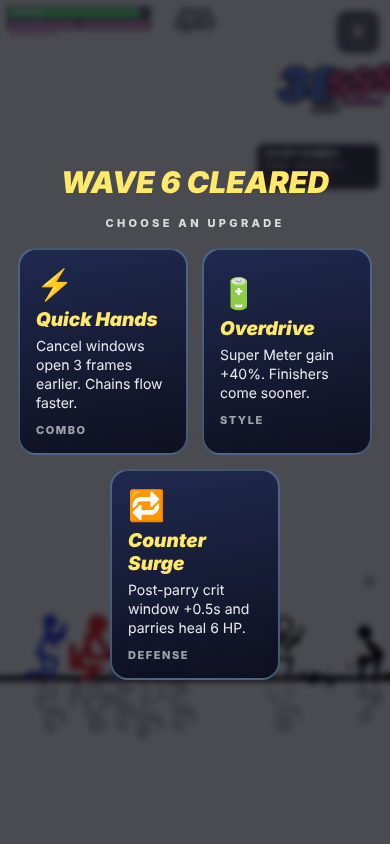 WAVE 6 CLEARED
CHOOSE AN UPGRADE
Quick Hands
Cancel windows
open 3 frames
earlier. Chains flow
faster.
COMBO
Overdrive
Super Meter gain
+40%. Finishers
come sooner.
STYLE
Counter
Surge
Post-parry crit
window +0.5s and
parries heal 6 HP.
DEFENSE